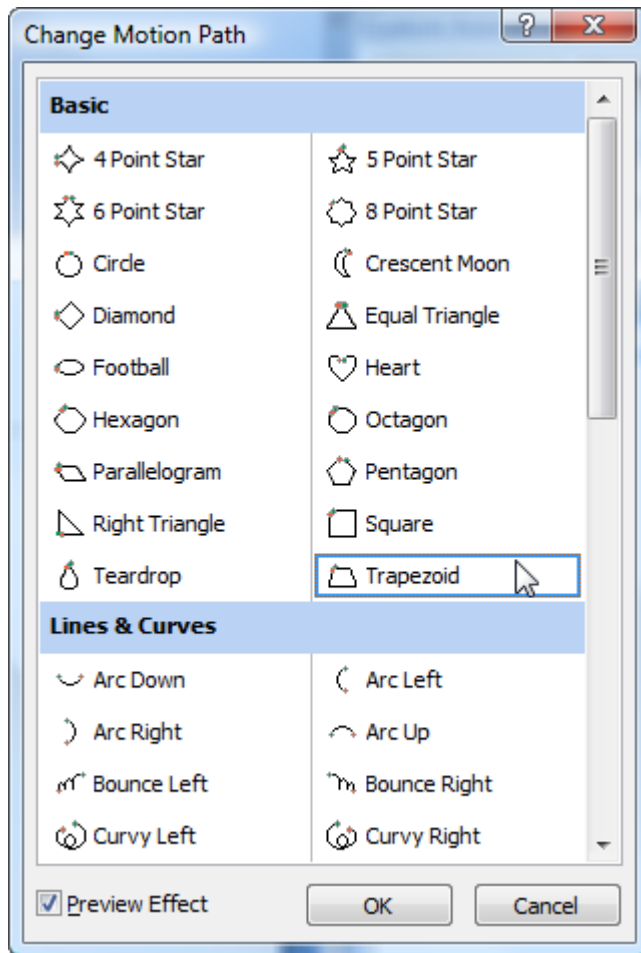 Change Motion Path
Basic
4 Point Star
5 Point Star
6 Point Star
8 Point Star
Circle
Crescent Moon
Diamond
Equal Triangle
Football
Heart
Hexagon
Octagon
Parallelogram
Pentagon
Right Triangle
Square
Teardrop
Trapezoid
Lines & Curves
Arc Down
Arc Left
Arc Right
Arc Up
Bounce Left
Bounce Right
Curvy Left
Curvy Right
Preview Effect
OK
Cancel